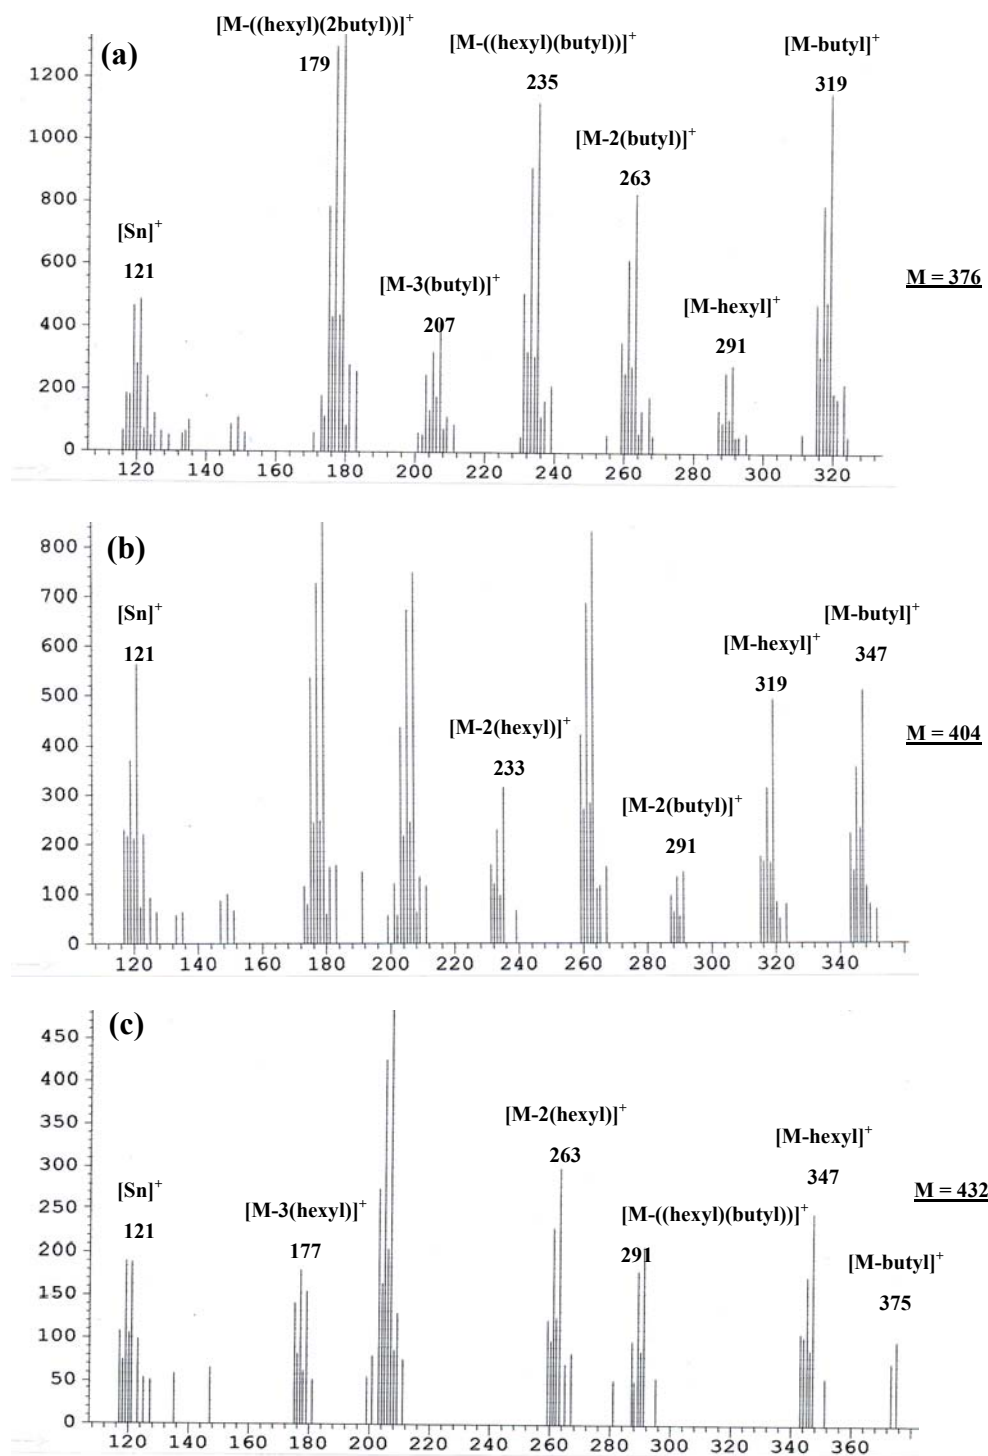 [M-((hexyl)(2butyl))]+
(a)
[M-((hexyl)(butyl))]+
[M-butyl]+
179
235
319
[M-2(butyl)]+
263
[Sn]+
121
[M-3(butyl)]+
207
[M-hexyl]+
291
M = 376
1200
1000
800
600
400
200
0
120 140 160 180 200 220 240 260 280 300 320
(b)
[Sn]+
121
[M-butyl]+
347
[M-hexyl]+
319
[M-2(hexyl)]+
233
[M-2(butyl)]+
291
M = 404
800
700
600
500
400
300
200
100
0
120 140 160 180 200 220 240 260 280 300 320 340
(c)
[M-2(hexyl)]+
263
[M-hexyl]+
347
[Sn]+
121
[M-3(hexyl)]+
177
[M-((hexyl)(butyl))]+
291
M = 432
[M-butyl]+
375
450
400
350
300
250
200
150
100
50
0
120 140 160 180 200 220 240 260 280 300 320 340 360